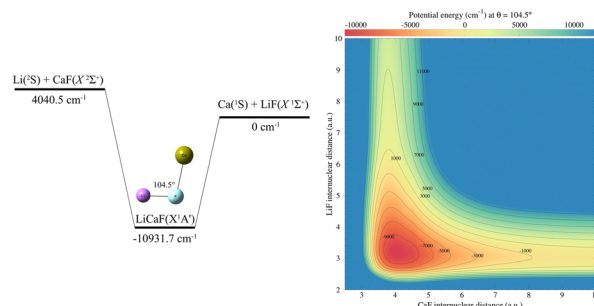 Li(²S) + CaF(X ²Σ⁺)
4040.5 cm⁻¹
Ca(¹S) + LiF(X ¹Σ⁺)
0 cm⁻¹
104.5°
LiCaF(X¹A')
-10931.7 cm⁻¹
Potential energy (cm⁻¹) at θ = 104.5°
-10000 -5000 0 5000 10000
LiF internuclear distance (a.u.)
10
9
8
7
6
5
4
3
2
11000
9000
7000
1000
5000
3000
-9000
-7000
-5000
-3000
-1000
3 4 5 6 7 8 9
CaF internuclear distance (a.u.)